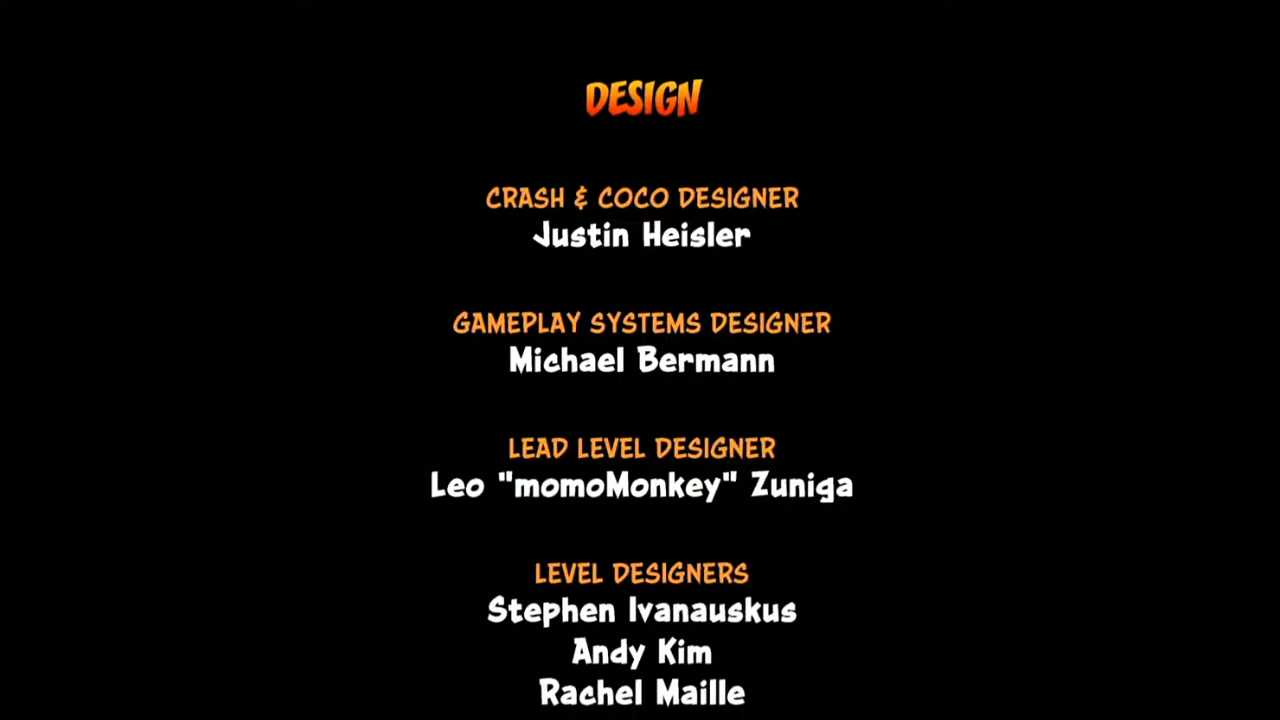 DESIGN
CRASH & COCO DESIGNER
Justin Heisler
GAMEPLAY SYSTEMS DESIGNER
Michael Bermann
LEAD LEVEL DESIGNER
Leo "momoMonkey" Zuniga
LEVEL DESIGNERS
Stephen Ivanauskus
Andy Kim
Rachel Maille